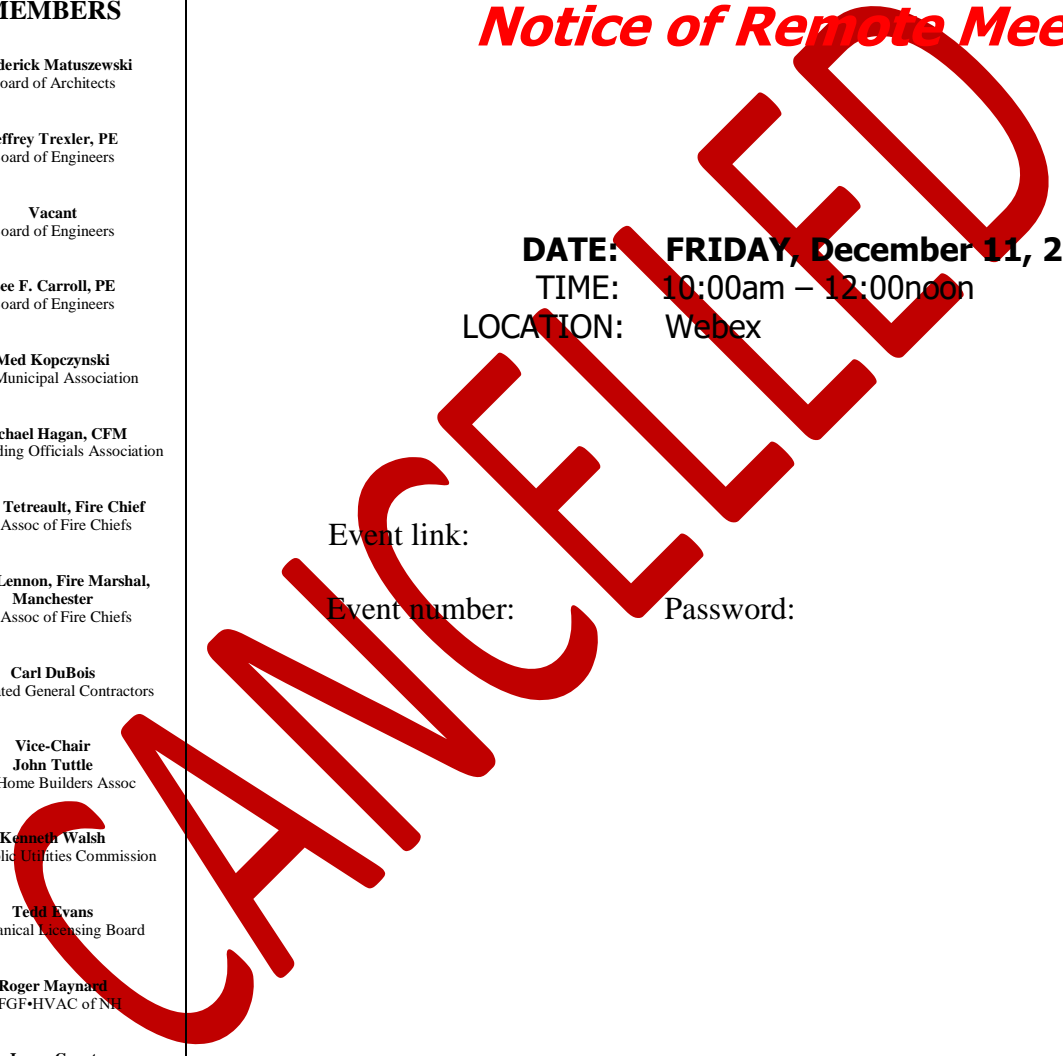 MEMBERS
derick Matuszewski
oard of Architects
effrey Trexler, PE
oard of Engineers
Vacant
oard of Engineers
ee F. Carroll, PE
oard of Engineers
Med Kopczynski
Municipal Association
chael Hagan, CFM
ding Officials Association
Tetreault, Fire Chief
Assoc of Fire Chiefs
Lennon, Fire Marshal,
Manchester
Assoc of Fire Chiefs
Carl DuBois
ted General Contractors
Vice-Chair
John Tuttle
Home Builders Assoc
Kenneth Walsh
lic Utilities Commission
Tedd Evans
anical Licensing Board
Roger Maynard
FGF•HVAC of NH
Notice of Remote Mee
DATE: FRIDAY, December 11, 2
TIME: 10:00am – 12:00noon
LOCATION: Webex
Event link:
Event number: Password:
CANCELLED